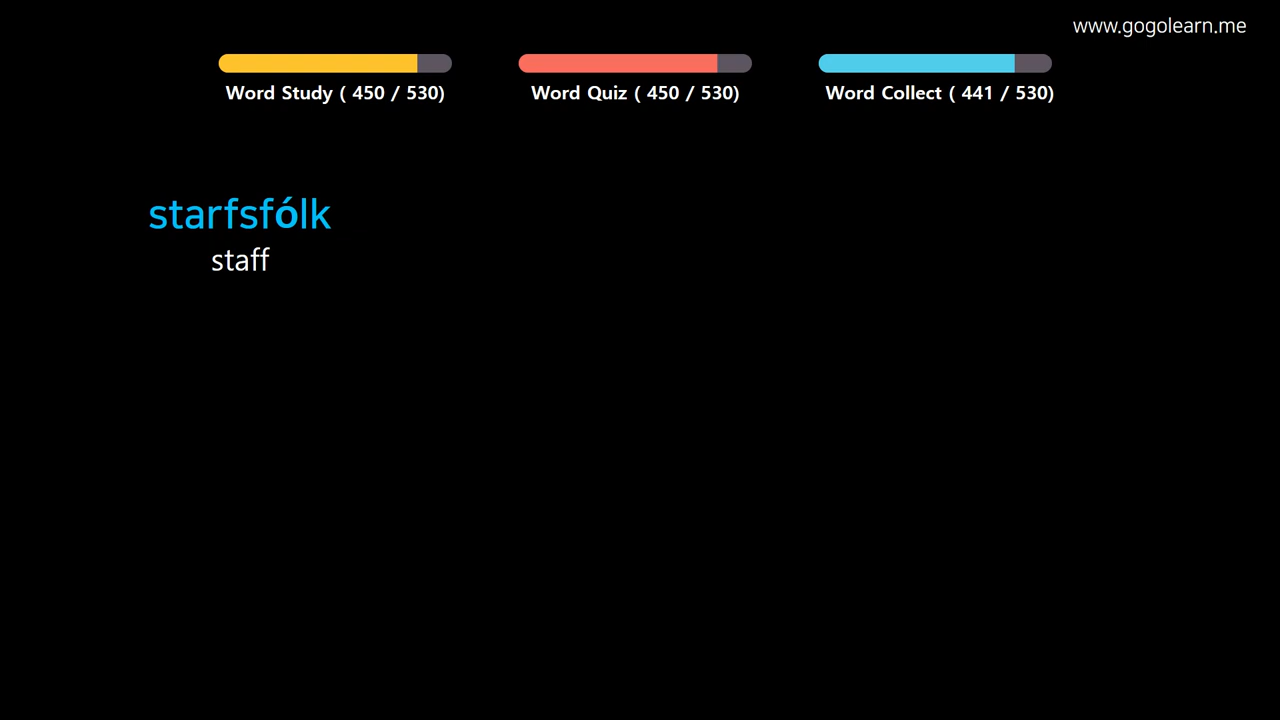 www.gogolearn.me
Word Study ( 450 / 530)
Word Quiz ( 450 / 530)
Word Collect ( 441 / 530)
starfsfólk
staff